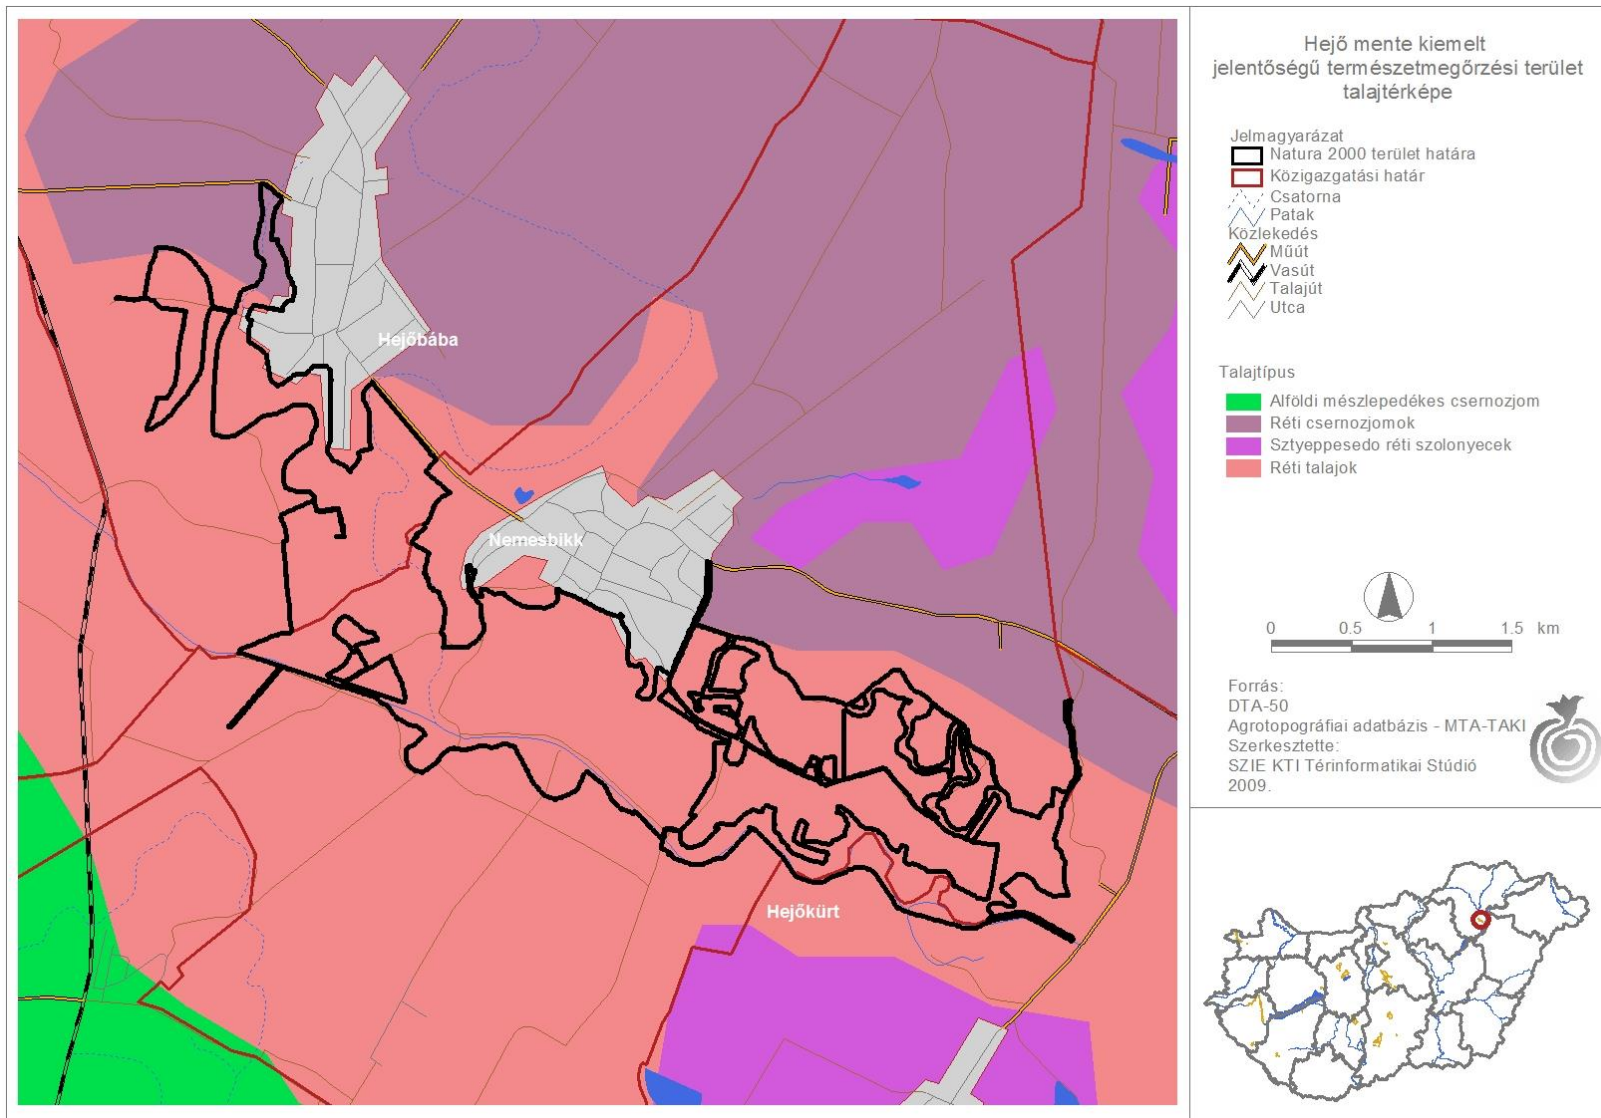 Hejő mente kiemelt
jelentőségű természetmegőrzési terület
talajtérképe
Jelmagyarázat
Natura 2000 terület határa
Közigazgatási határ
Csatorna
Patak
Közlekedés
Műút
Vasút
Talajút
Utca
Talajtípus
Alföldi mészlepedékes csernozjom
Réti csernozjomok
Sztyeppesedo réti szolonyecek
Réti talajok
0 0.5 1 1.5 km
Forrás:
DTA-50
Agrotopográfiai adatbázis - MTA-TAKI
Szerkesztette:
SZIE KTI Térinformatikai Stúdió
2009.
Hejőbába
Nemesbikk
Hejőkürt